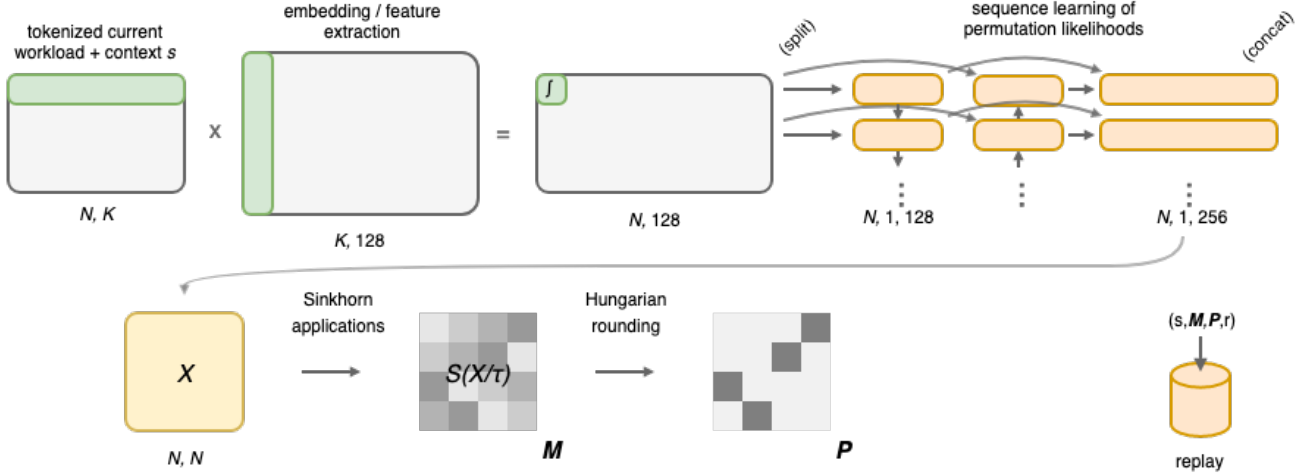 tokenized current
workload + context s
embedding / feature
extraction
(split)
sequence learning of
permutation likelihoods
(concat)
x
=
∫
N, K
K, 128
N, 128
N, 1, 128
N, 1, 256
X
N, N
Sinkhorn
applications
S(X/τ)
M
Hungarian
rounding
P
(s,M,P,r)
replay